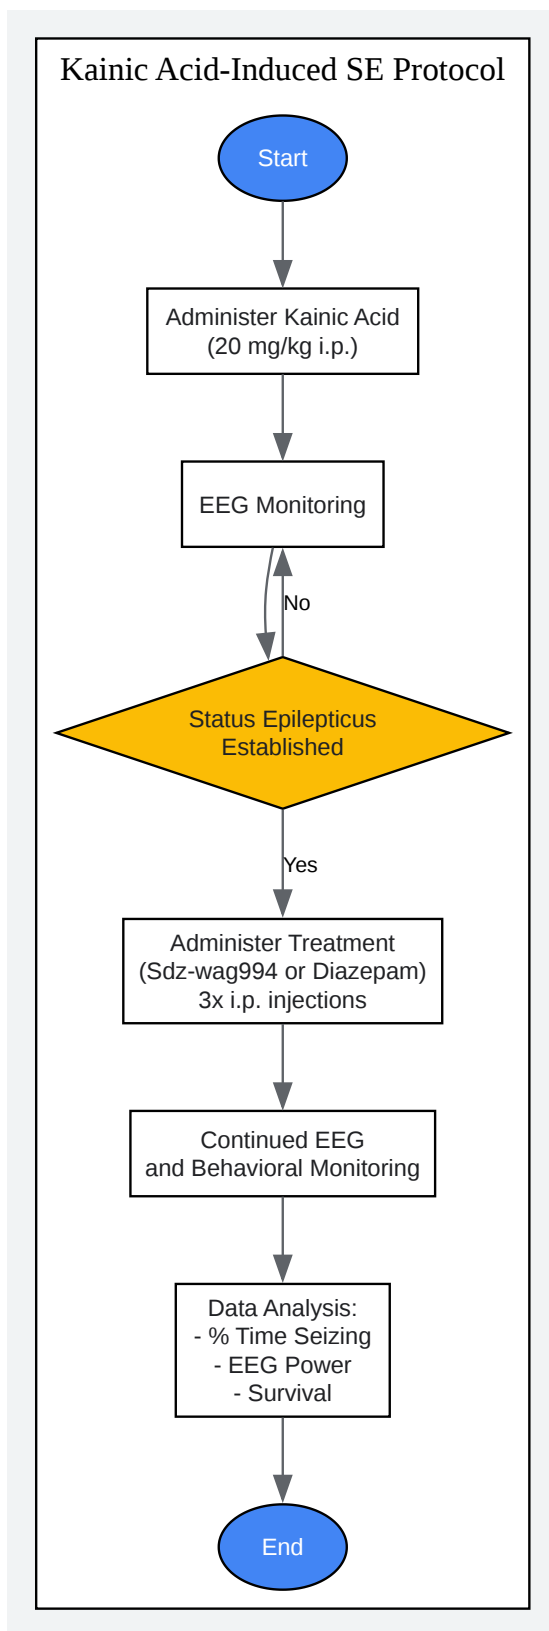 Kainic Acid-Induced SE Protocol
Start
Administer Kainic Acid
(20 mg/kg i.p.)
EEG Monitoring
No
Status Epilepticus
Established
Yes
Administer Treatment
(Sdz-wag994 or Diazepam)
3x i.p. injections
Continued EEG
and Behavioral Monitoring
Data Analysis:
- % Time Seizing
- EEG Power
- Survival
End